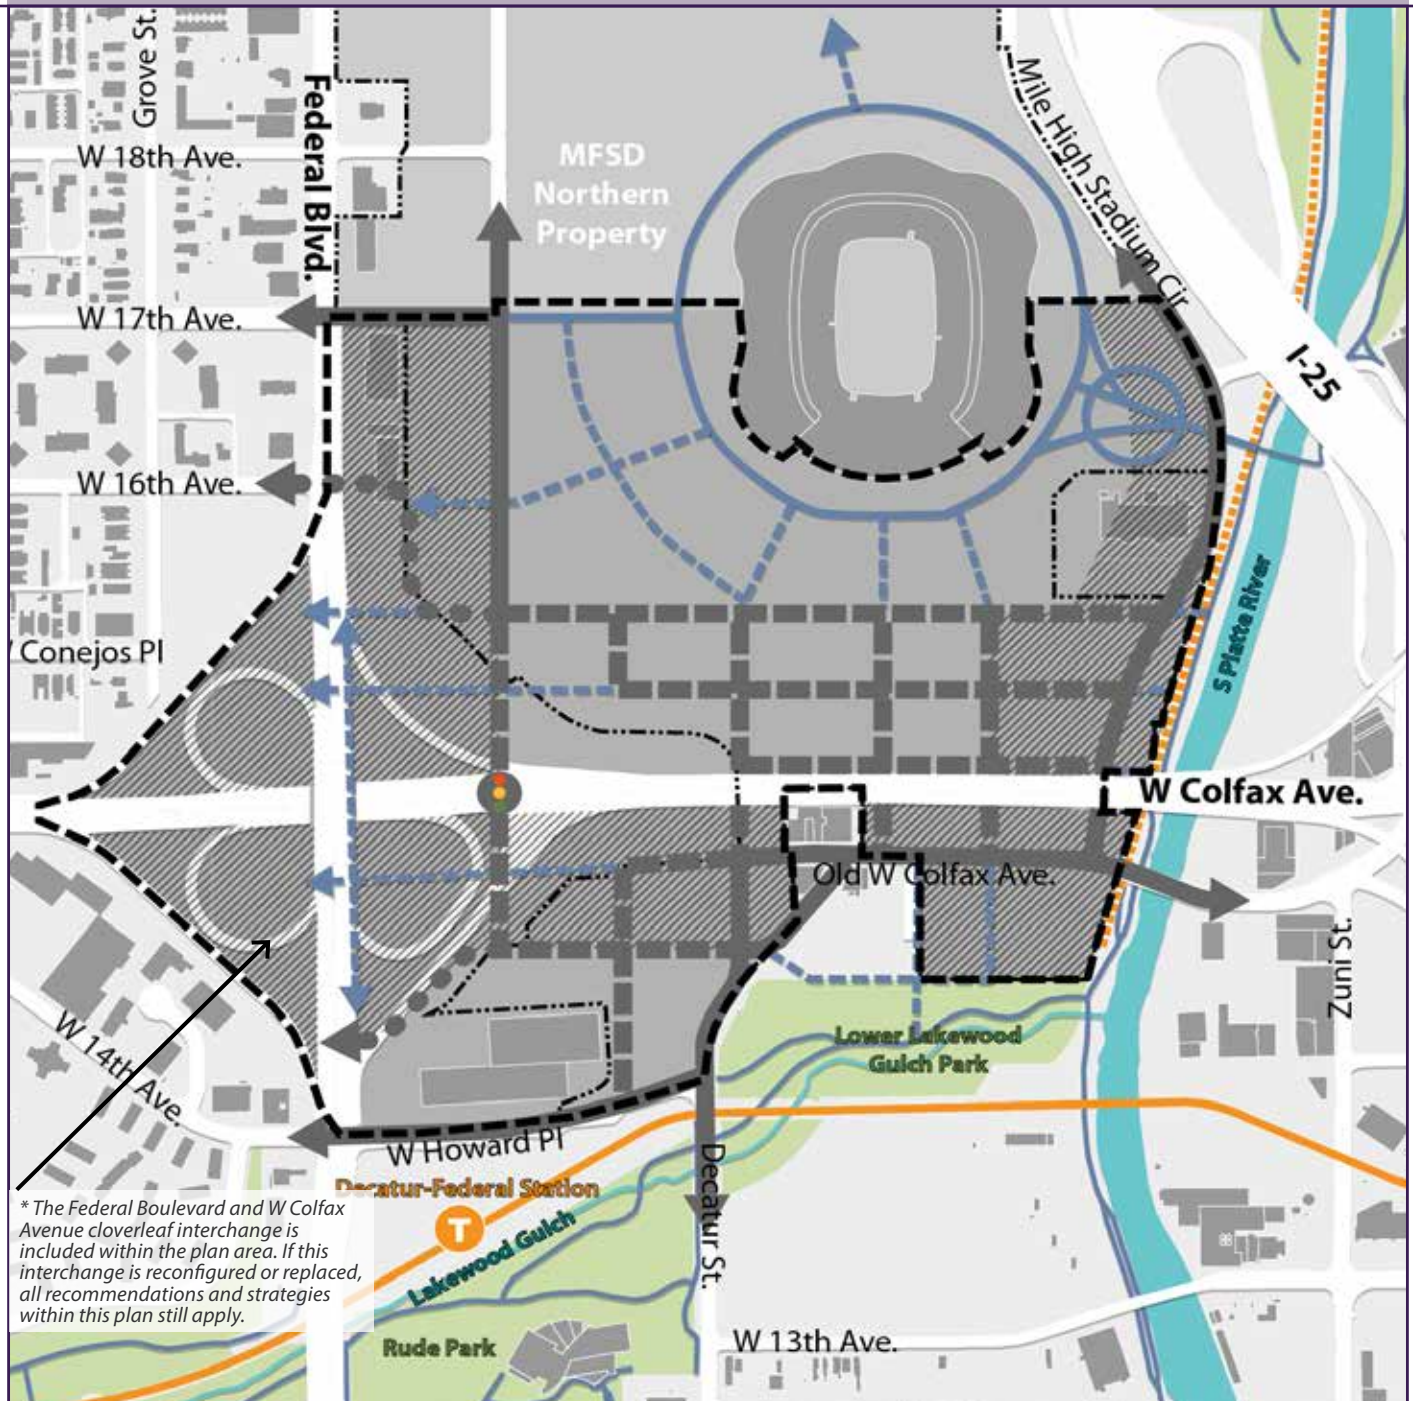 Grove St.
Federal Blvd.
W 18th Ave.
MFSD
Northern
Property
Mile High Stadium Cir
W 17th Ave.
I-25
W 16th Ave.
S Platte River
Conejos Pl
W Colfax Ave.
Old W Colfax Ave.
Zuni St.
W 14th Ave.
Lower Lakewood
Gulch Park
W Howard Pl
Decatur-Federal Station
T
Lakewood Gulch
Decatur St.
* The Federal Boulevard and W Colfax
Avenue cloverleaf interchange is
included within the plan area. If this
interchange is reconfigured or replaced,
all recommendations and strategies
within this plan still apply.
Rude Park
W 13th Ave.